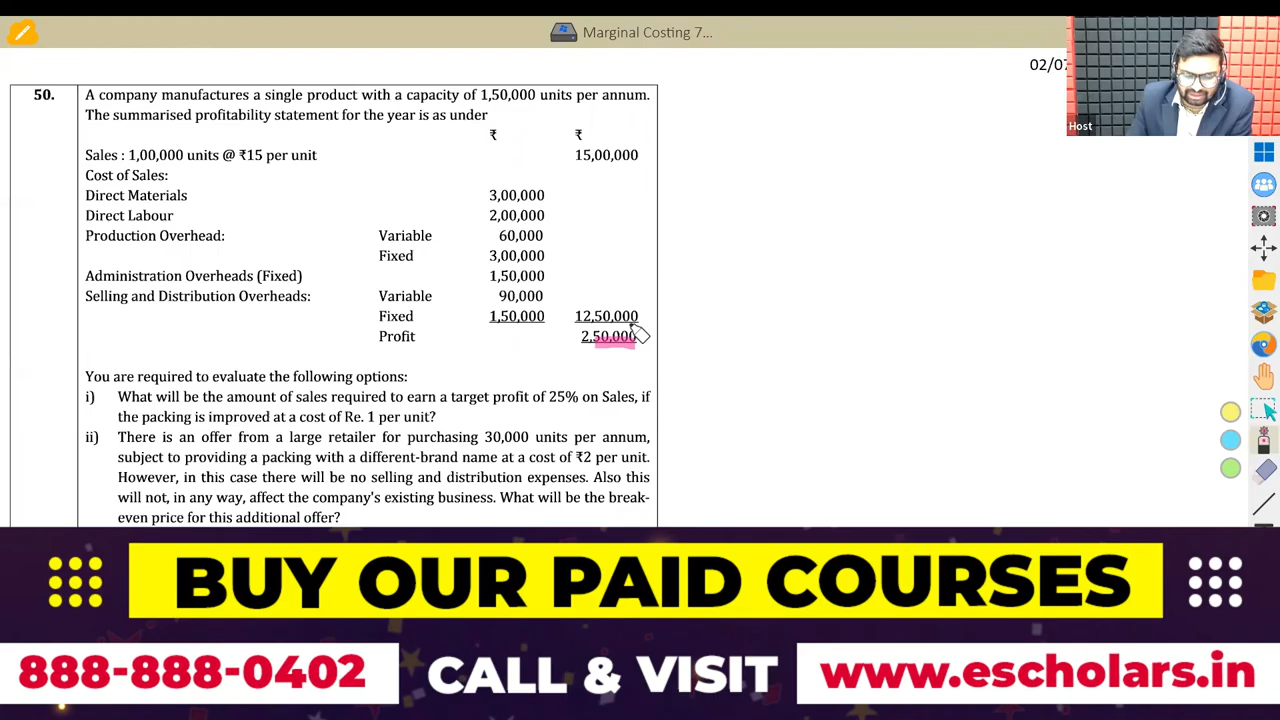 Marginal Costing 7...
02/07
Host
50. A company manufactures a single product with a capacity of 1,50,000 units per annum.
The summarised profitability statement for the year is as under
₹ ₹
Sales : 1,00,000 units @ ₹15 per unit 15,00,000
Cost of Sales:
Direct Materials 3,00,000
Direct Labour 2,00,000
Production Overhead: Variable 60,000
Fixed 3,00,000
Administration Overheads (Fixed) 1,50,000
Selling and Distribution Overheads: Variable 90,000
Fixed 1,50,000 12,50,000
Profit 2,50,000
You are required to evaluate the following options:
i) What will be the amount of sales required to earn a target profit of 25% on Sales, if
the packing is improved at a cost of Re. 1 per unit?
ii) There is an offer from a large retailer for purchasing 30,000 units per annum,
subject to providing a packing with a different-brand name at a cost of ₹2 per unit.
However, in this case there will be no selling and distribution expenses. Also this
will not, in any way, affect the company's existing business. What will be the break-
even price for this additional offer?
BUY OUR PAID COURSES
888-888-0402 CALL & VISIT www.escholars.in